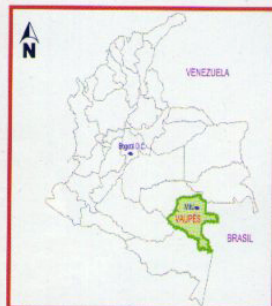 N
VENEZUELA
Bogotá D.C.
Mitú
VAUPÉS
BRASIL